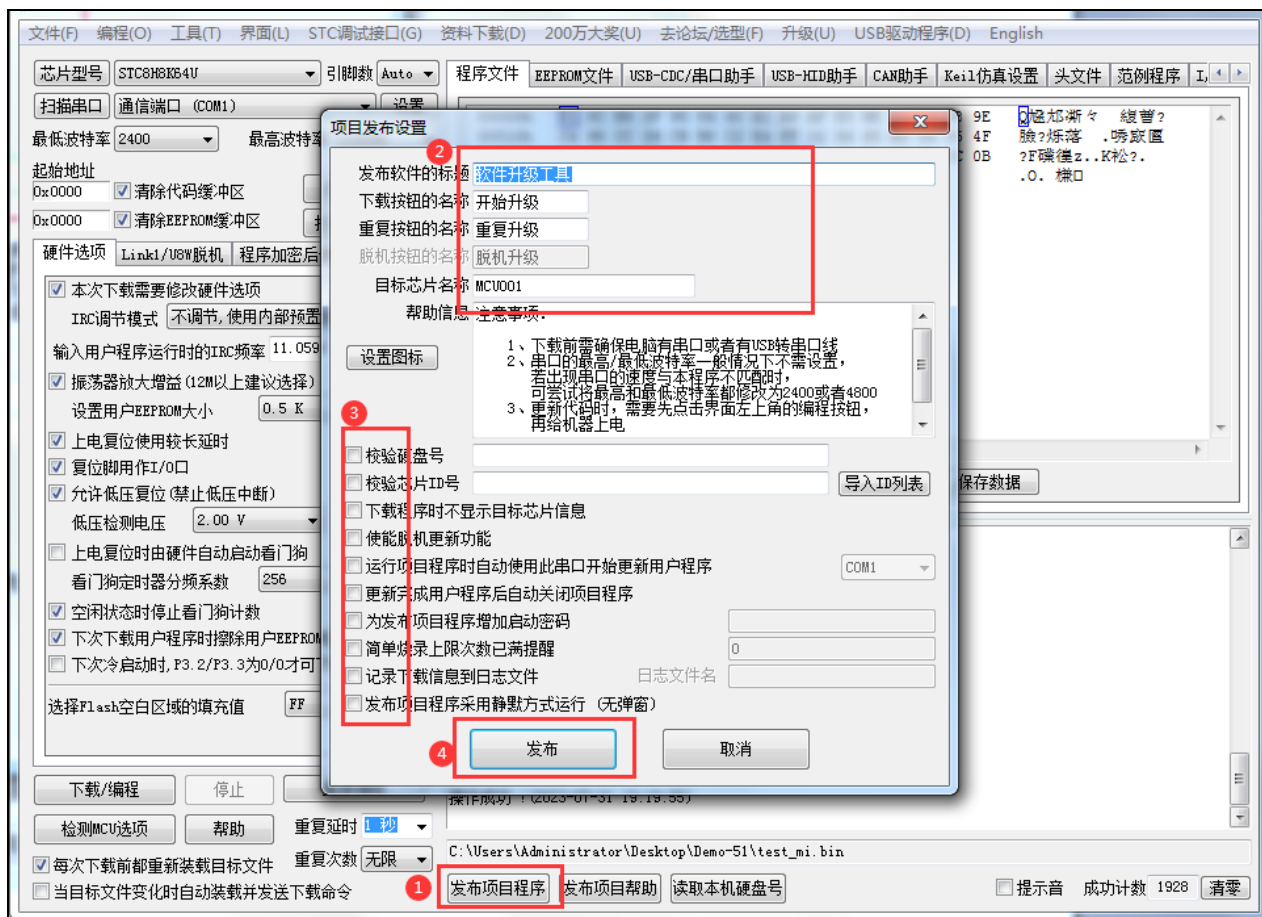 文件(F) 编程(O) 工具(T) 界面(L) STC调试接口(G) 资料下载(D) 200万大奖(U) 去论坛/选型(F) 升级(U) USB驱动程序(D) English
芯片型号 STC8H8K64U 引脚数 Auto
程序文件 EEPROM文件 USB-CDC/串口助手 USB-HID助手 CAN助手 Keil仿真设置 头文件 范例程序
扫描串口 通信端口 (COM1) 设置
最低波特率 2400 最高波特率
起始地址
0x0000 清除代码缓冲区
0x0000 清除EEPROM缓冲区
9E
4F
0B
硬件选项 Link1/U8W脱机 程序加密后
本次下载需要修改硬件选项
IRC调节模式 不调节,使用内部预置
输入用户程序运行时的IRC频率 11.059
振荡器放大增益(12M以上建议选择)
设置用户EEPROM大小 0.5 K
上电复位使用较长延时
复位脚用作I/O口
允许低压复位(禁止低压中断)
低压检测电压 2.00 V
上电复位时由硬件自动启动看门狗
看门狗定时器分频系数 256
空闲状态时停止看门狗计数
下次下载用户程序时擦除用户EEPROM
下次冷启动时,P3.2/P3.3为0/0才可
选择Flash空白区域的填充值 FF
项目发布设置
2
发布软件的标题 软件升级工具
下载按钮的名称 开始升级
重复按钮的名称 重复升级
脱机按钮的名称 脱机升级
目标芯片名称 MCU001
帮助信息 注意事项:
设置图标
1、下载前需确保电脑有串口或者有USB转串口线
2、串口的最高/最低波特率一般情况下不需设置,
若出现串口的速度与本程序不匹配时,
可尝试将最高和最低波特率都修改为2400或者4800
3、更新代码时,需要先点击界面左上角的编程按钮,
再给机器上电
3
校验硬盘号
校验芯片ID号 导入ID列表
下载程序时不显示目标芯片信息
使能脱机更新功能
运行项目程序时自动使用此串口开始更新用户程序 COM1
更新完成用户程序后自动关闭项目程序
为发布项目程序增加启动密码
简单烧录上限次数已满提醒 0
记录下载信息到日志文件 日志文件名
发布项目程序采用静默方式运行 (无弹窗)
4
发布 取消
保存数据
下载/编程 停止
操作成功 !(2023-01-31 19:19:55)
检测MCU选项 帮助 重复延时 1 秒
每次下载前都重新装载目标文件 重复次数 无限
C:\Users\Administrator\Desktop\Demo-51\test_mi.bin
当目标文件变化时自动装载并发送下载命令
1
发布项目程序 发布项目帮助 读取本机硬盘号 提示音 成功计数 1928 清零